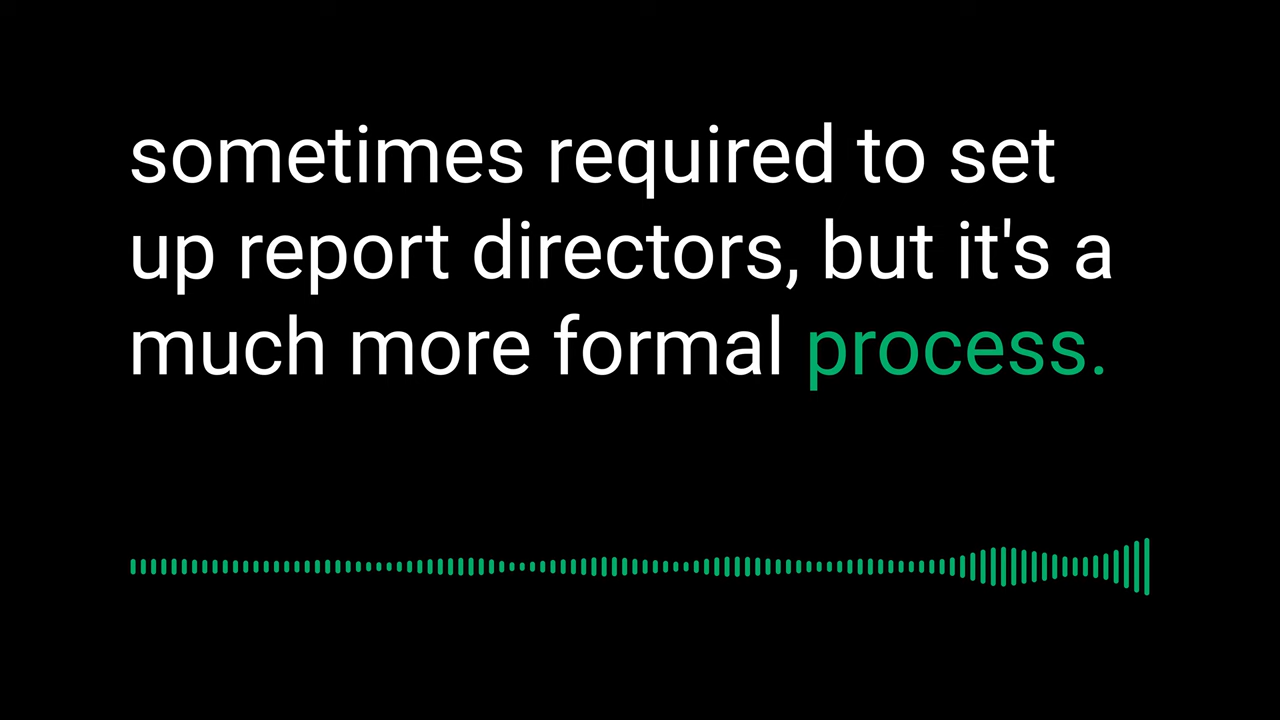 sometimes required to set
up report directors, but it's a
much more formal process.